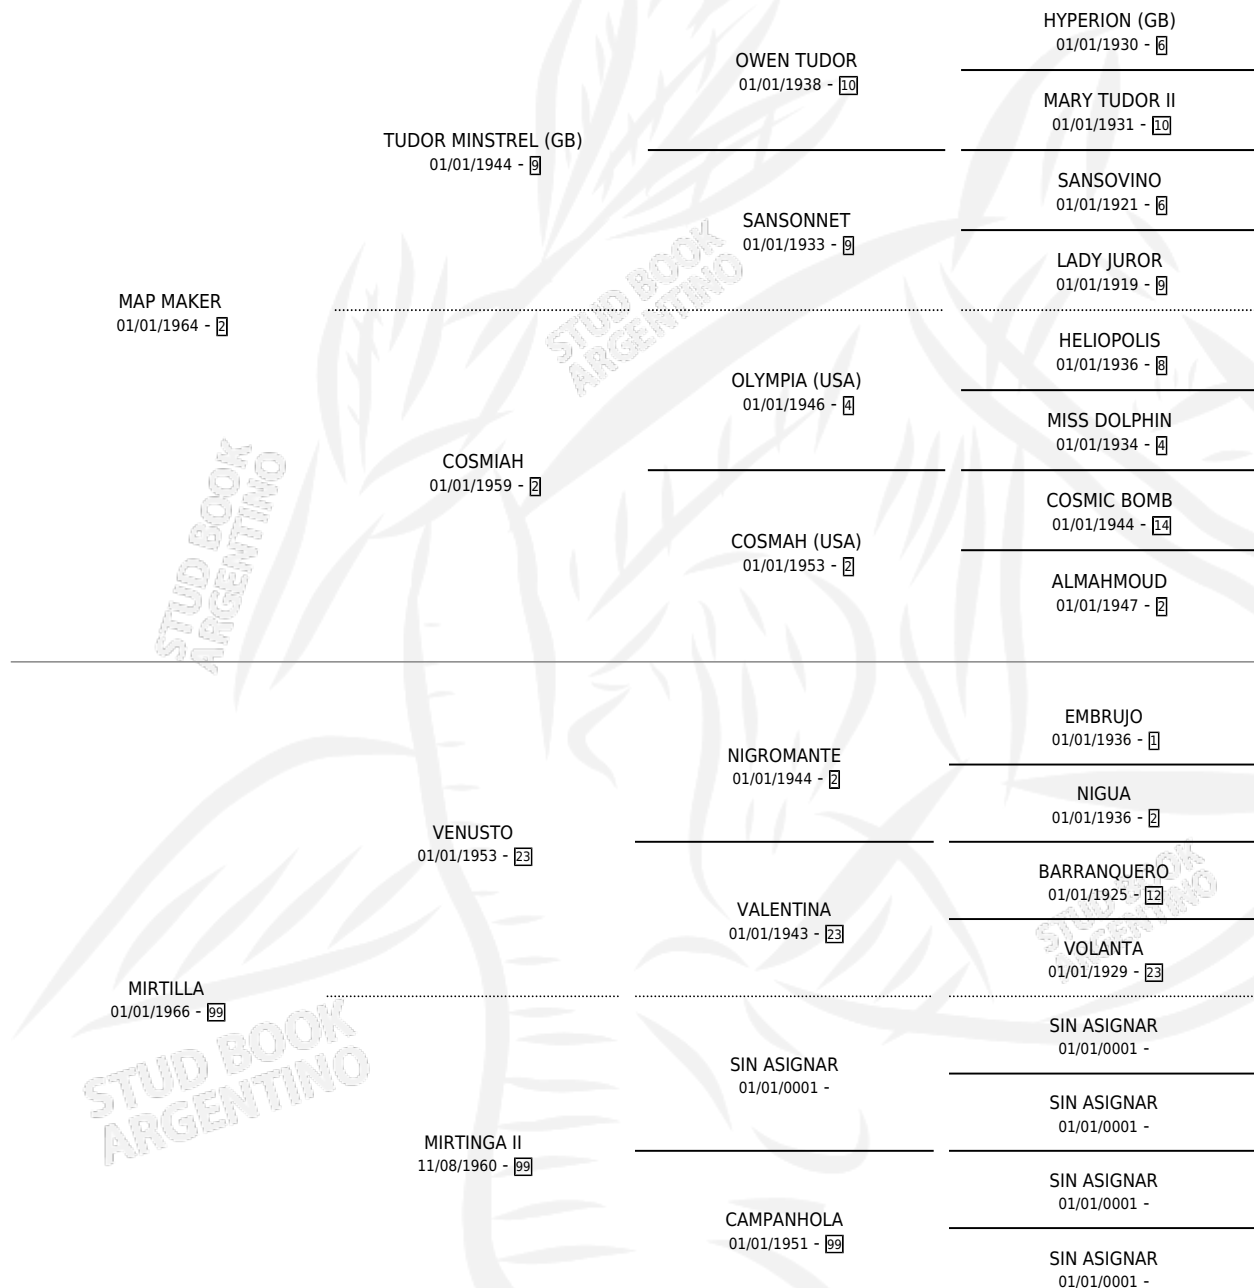 HYPERION (GB)
01/01/1930 - 6
OWEN TUDOR
01/01/1938 - 10
MARY TUDOR II
01/01/1931 - 10
TUDOR MINSTREL (GB)
01/01/1944 - 9
SANSOVINO
01/01/1921 - 6
SANSONNET
01/01/1933 - 9
LADY JUROR
01/01/1919 - 9
MAP MAKER
01/01/1964 - 2
HELIOPOLIS
01/01/1936 - 8
OLYMPIA (USA)
01/01/1946 - 4
MISS DOLPHIN
01/01/1934 - 4
COSMIAH
01/01/1959 - 2
COSMIC BOMB
01/01/1944 - 14
COSMAH (USA)
01/01/1953 - 2
ALMAHMOUD
01/01/1947 - 2
EMBRUJO
01/01/1936 - 1
NIGROMANTE
01/01/1944 - 2
NIGUA
01/01/1936 - 2
VENUSTO
01/01/1953 - 23
BARRANQUERO
01/01/1925 - 12
VALENTINA
01/01/1943 - 23
VOLANTA
01/01/1929 - 23
MIRTILLA
01/01/1966 - 99
SIN ASIGNAR
01/01/0001 -
SIN ASIGNAR
01/01/0001 -
SIN ASIGNAR
01/01/0001 -
MIRTINGA II
11/08/1960 - 99
SIN ASIGNAR
01/01/0001 -
CAMPANHOLA
01/01/1951 - 99
SIN ASIGNAR
01/01/0001 -
STUD BOOK
ARGENTINO
STUD BOOK
ARGENTINO
STUD BOOK
ARGENTINO
STUD BOOK
ARGENTINO